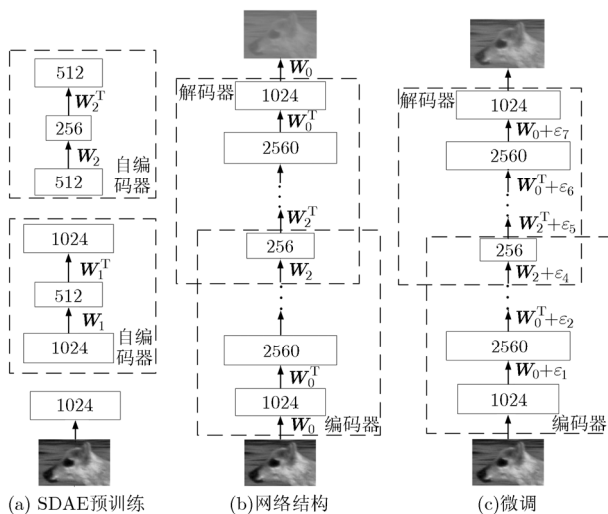 512
W₂ᵀ
256
W₂
512
自编
码器
1024
W₁ᵀ
512
W₁
1024
自编
码器
1024
(a) SDAE预训练
W₀
解码器
1024
W₀ᵀ
2560
W₂ᵀ
256
W₂
2560
W₀ᵀ
1024
编码器
W₀
(b)网络结构
解码器
1024
W₀+ε₇
2560
W₀ᵀ+ε₆
W₂ᵀ+ε₅
256
W₂+ε₄
W₀ᵀ+ε₂
2560
W₀+ε₁
1024
编码器
(c)微调